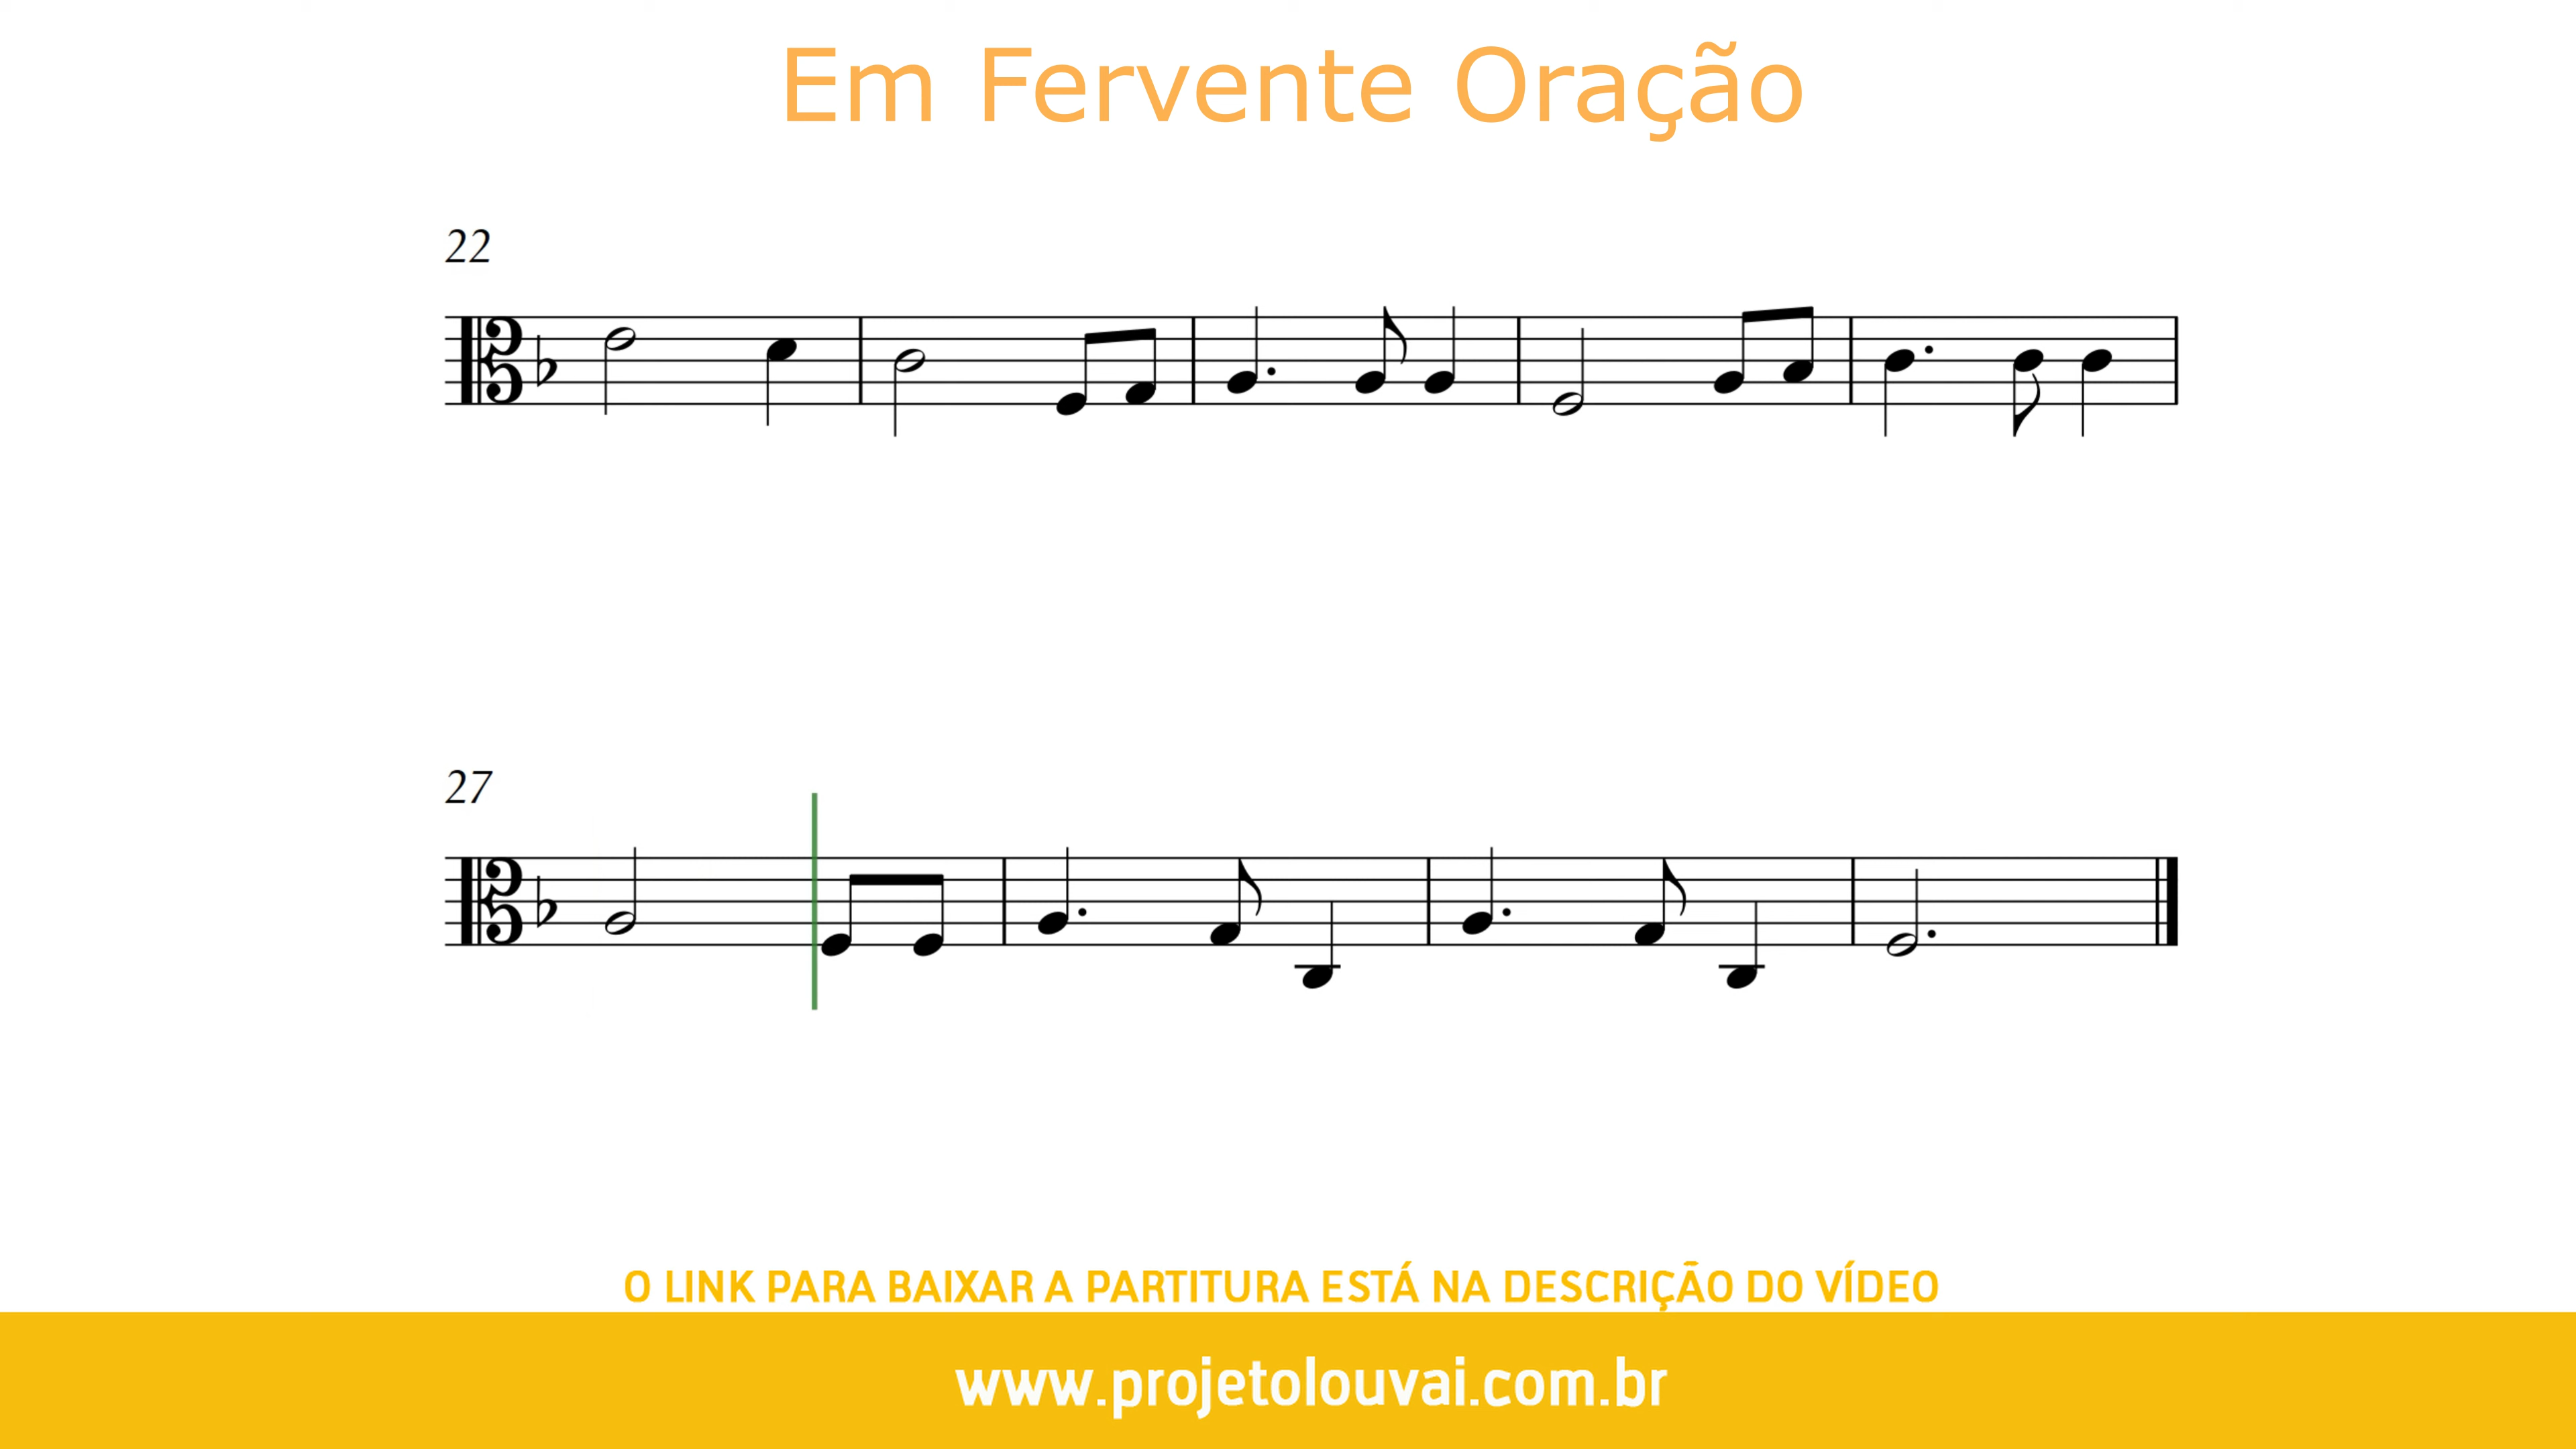 Em Fervente Oração
22
27
O LINK PARA BAIXAR A PARTITURA ESTÁ NA DESCRIÇÃO DO VÍDEO
www.projetolouvai.com.br